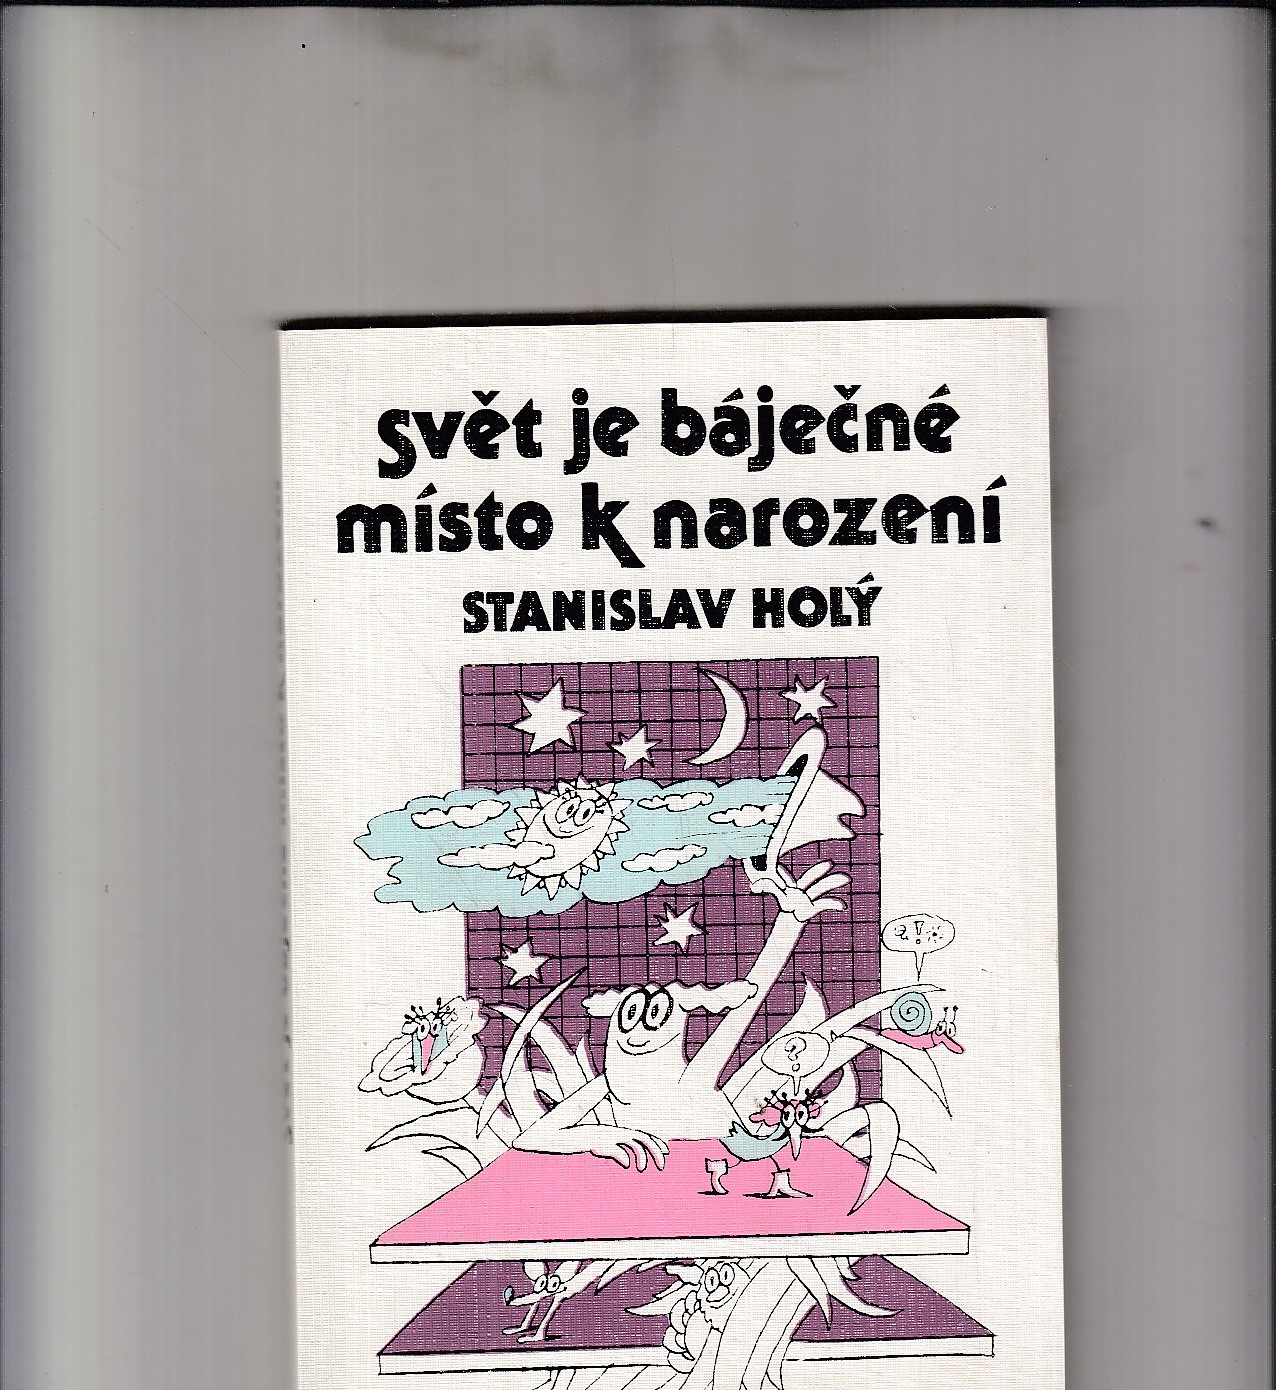 Svět je báječné
místo k narození
STANISLAV HOLÝ
?!*
?